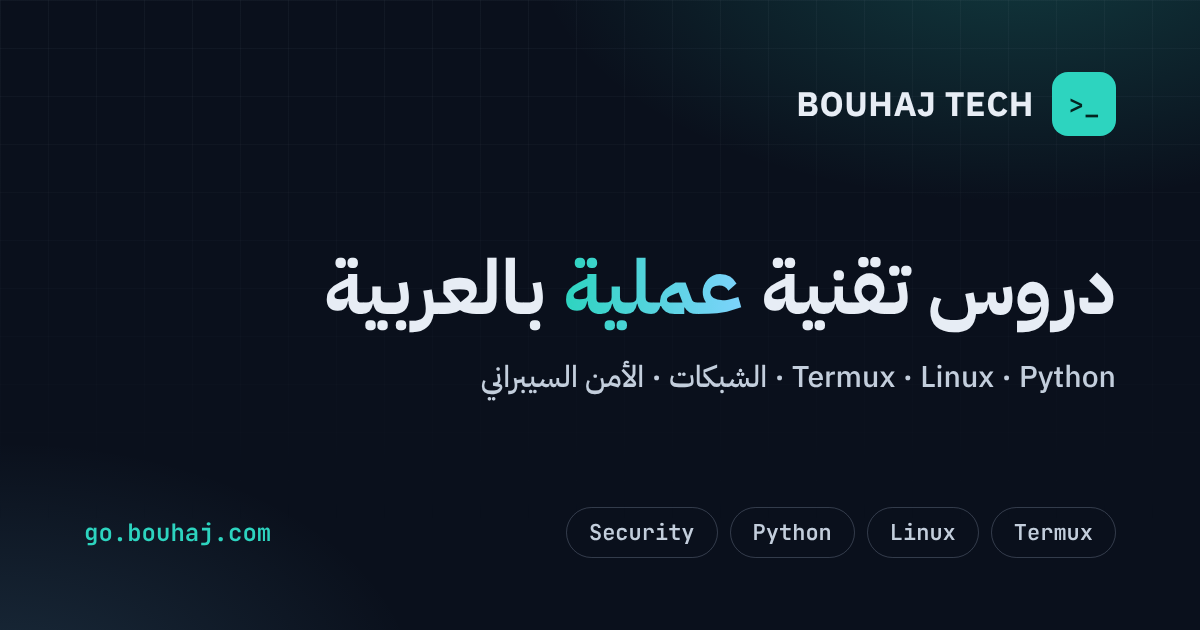 BOUHAJ TECH >_
دروس تقنية عملية بالعربية
Python · Linux · Termux · الشبكات · الأمن السيبراني
Termux Linux Python Security
go.bouhaj.com